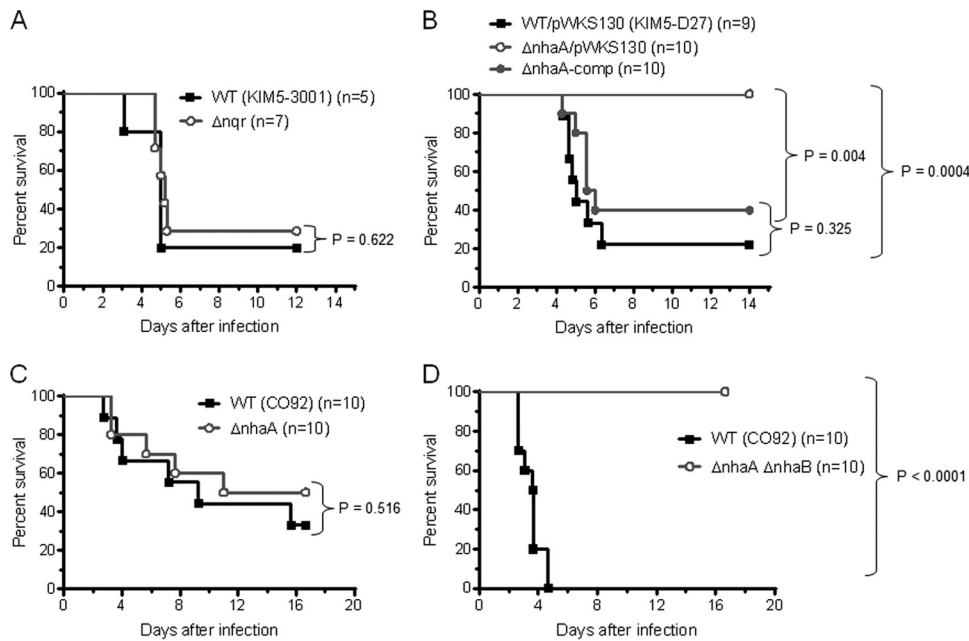 A
WT (KIM5-3001) (n=5)
Δnqr (n=7)
Percent survival
100
80
60
40
20
0
P = 0.622
0 2 4 6 8 10 12 14
Days after infection
B
WT/pWKS130 (KIM5-D27) (n=9)
ΔnhaA/pWKS130 (n=10)
ΔnhaA-comp (n=10)
Percent survival
100
80
60
40
20
0
P = 0.004
P = 0.0004
P = 0.325
0 2 4 6 8 10 12 14
Days after infection
C
WT (CO92) (n=10)
ΔnhaA (n=10)
Percent survival
100
80
60
40
20
0
P = 0.516
0 4 8 12 16 20
Days after infection
D
WT (CO92) (n=10)
ΔnhaA ΔnhaB (n=10)
Percent survival
100
80
60
40
20
0
P < 0.0001
0 4 8 12 16 20
Days after infection